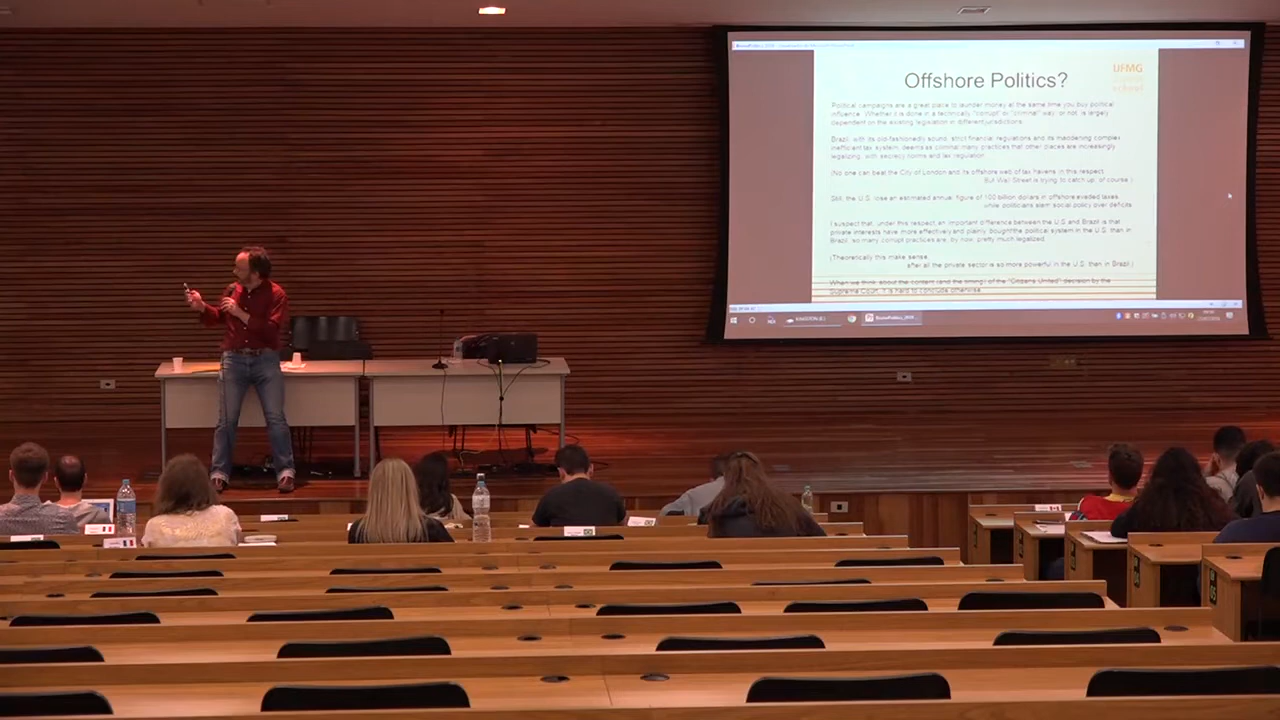 Offshore Politics?
UFMG
school
Political campaigns are a great place to launder money at the same time you buy political
influence. Whether it is done in a technically "corrupt" or "criminal" way, or not, is largely
dependent on the existing legislation in different jurisdictions.
Brazil, with its old-fashionedly sound, strict financial regulations and its maddening complex
inefficient tax system, deems as criminal many practices that other places are increasingly
legalizing, with secrecy norms and tax regulation.
(No one can beat the City of London and its offshore web of tax havens in this respect.
But Wall Street is trying to catch up, of course.)
Still, the U.S. lose an estimated annual figure of 100 billion dollars in offshore evaded taxes
while politicians alarm social policy over deficits.
I suspect that, under this respect, an important difference between the U.S. and Brazil is that
private interests have more effectively and plainly bought the political system in the U.S. than in
Brazil, so many corrupt practices are, by now, pretty much legalized.
(Theoretically this make sense,
after all the private sector is so more powerful in the U.S. than in Brazil.)
When we think about the content (and the timing) of the "Citizens United" decision by the
Supreme Court, it is hard to conclude otherwise.